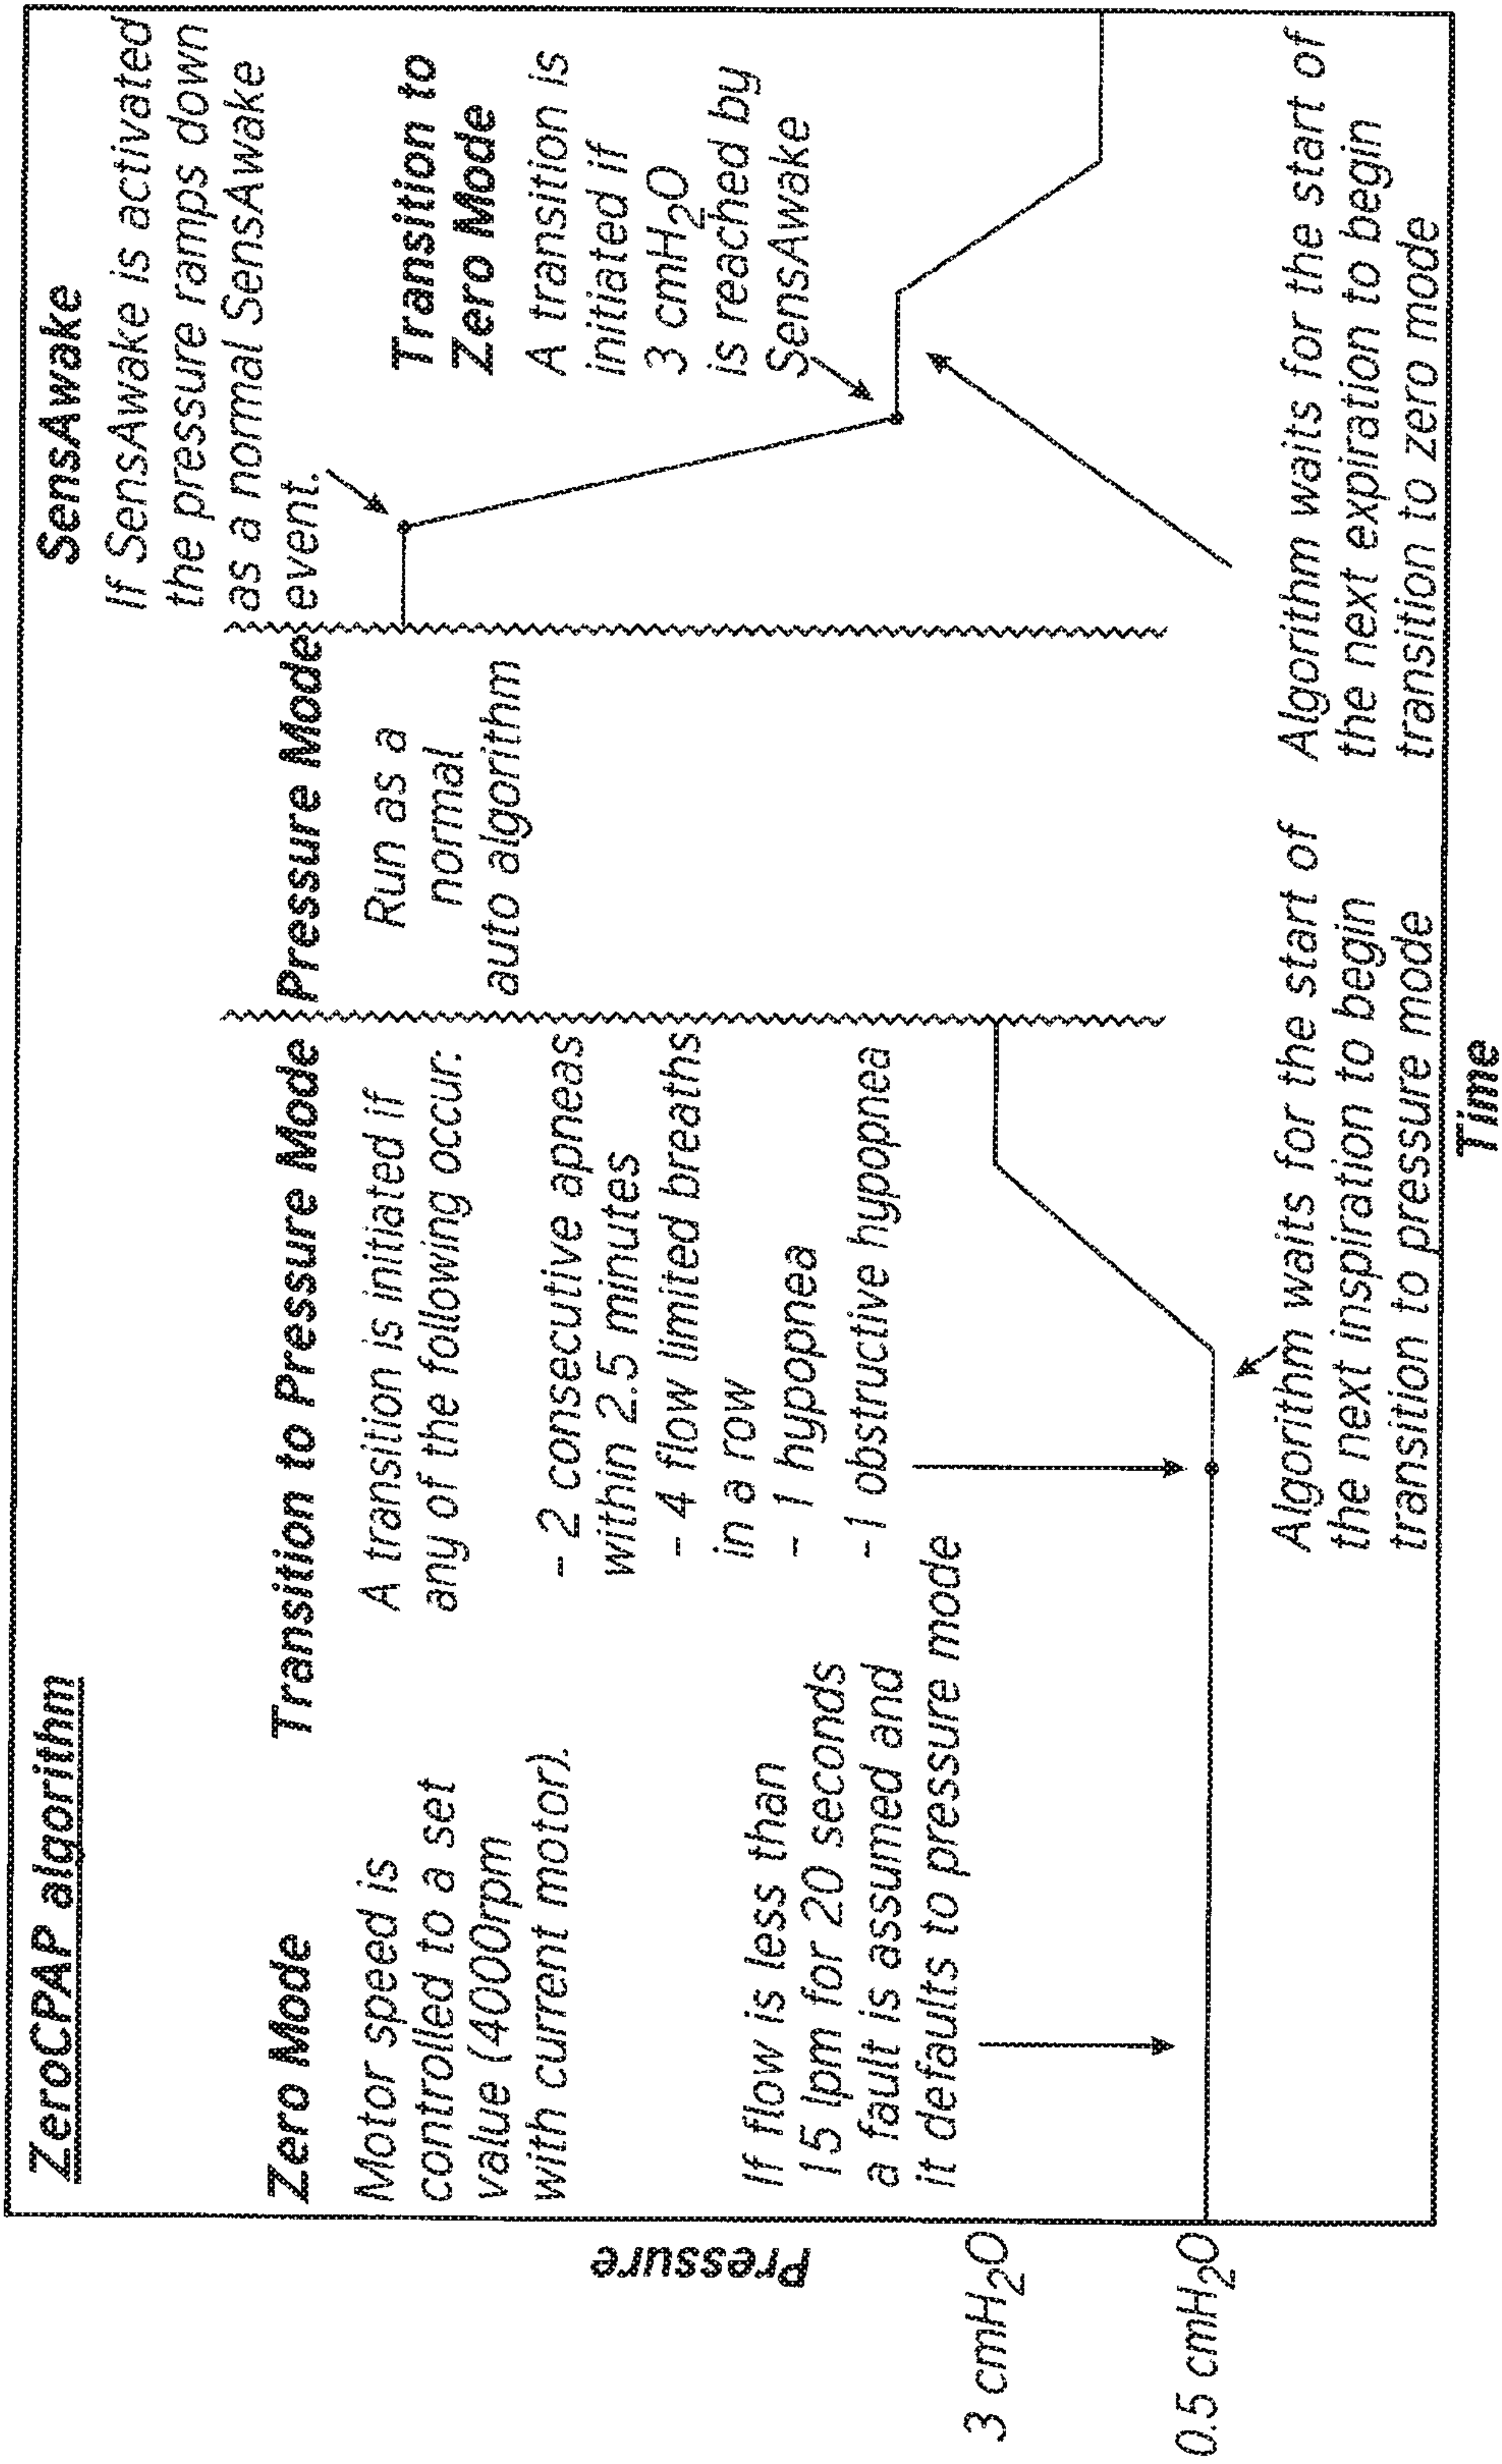 ZeroCPAP algorithm
Zero Mode
Motor speed is
controlled to a set
value (4000rpm
with current motor).
If flow is less than
15 lpm for 20 seconds
a fault is assumed and
it defaults to pressure mode
Transition to Pressure Mode
A transition is initiated if
any of the following occur:
- 2 consecutive apneas
within 2.5 minutes
- 4 flow limited breaths
in a row
- 1 hypopnea
- 1 obstructive hypopnea
Pressure Mode
Run as a
normal
auto algorithm
SensAwake
If SensAwake is activated
the pressure ramps down
as a normal SensAwake
event.
Transition to
Zero Mode
A transition is
initiated if
3 cmH2O
is reached by
SensAwake
Pressure
3 cmH2O
0.5 cmH2O
Algorithm waits for the start of
the next inspiration to begin
transition to pressure mode
Algorithm waits for the start of
the next expiration to begin
transition to zero mode
Time